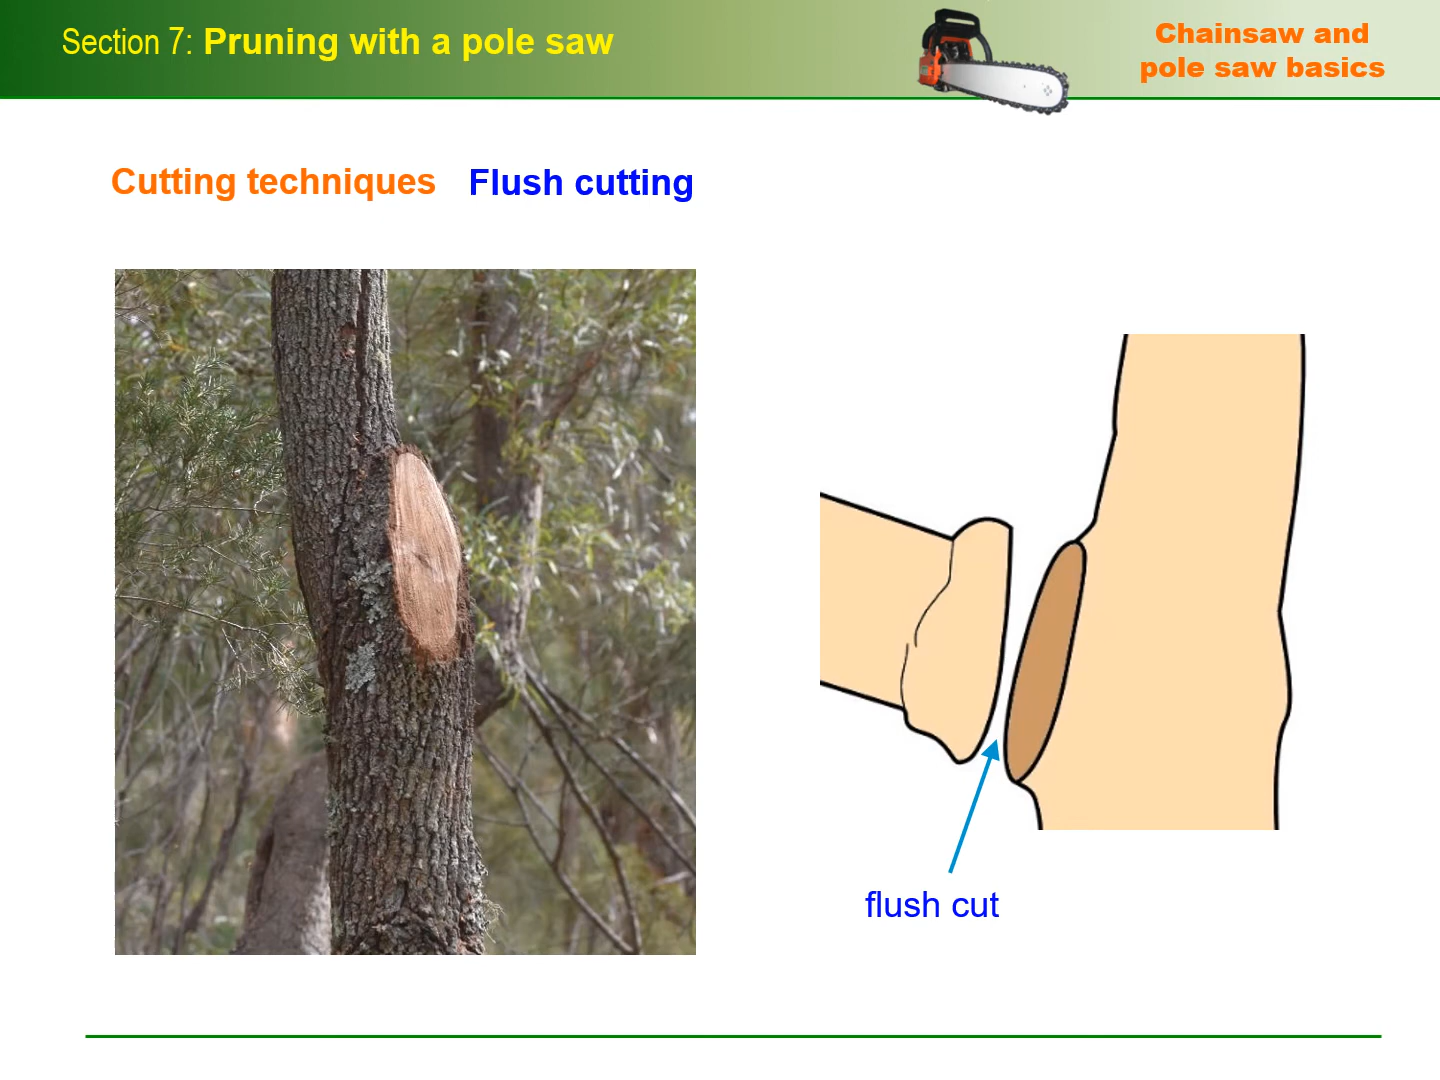 Section 7: Pruning with a pole saw
Chainsaw and
pole saw basics
Cutting techniques Flush cutting
flush cut